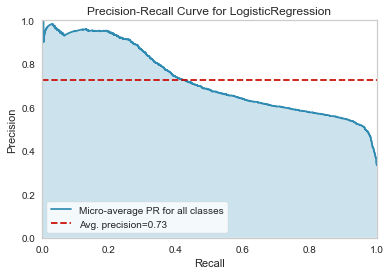 Precision-Recall Curve for LogisticRegression
1.0
0.8
0.6
0.4
0.2
0.0
Precision
Micro-average PR for all classes
Avg. precision=0.73
0.0 0.2 0.4 0.6 0.8 1.0
Recall